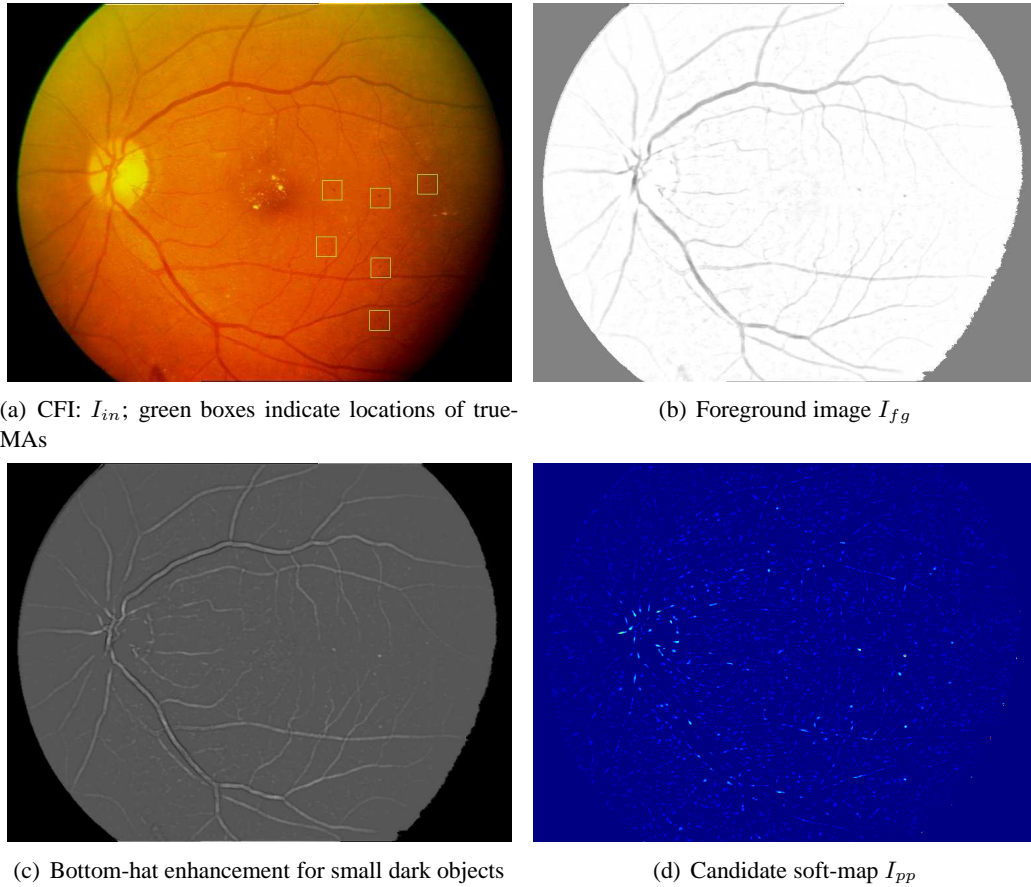 (a) CFI: I_in; green boxes indicate locations of true-
MAs
(b) Foreground image I_fg
(c) Bottom-hat enhancement for small dark objects
(d) Candidate soft-map I_pp